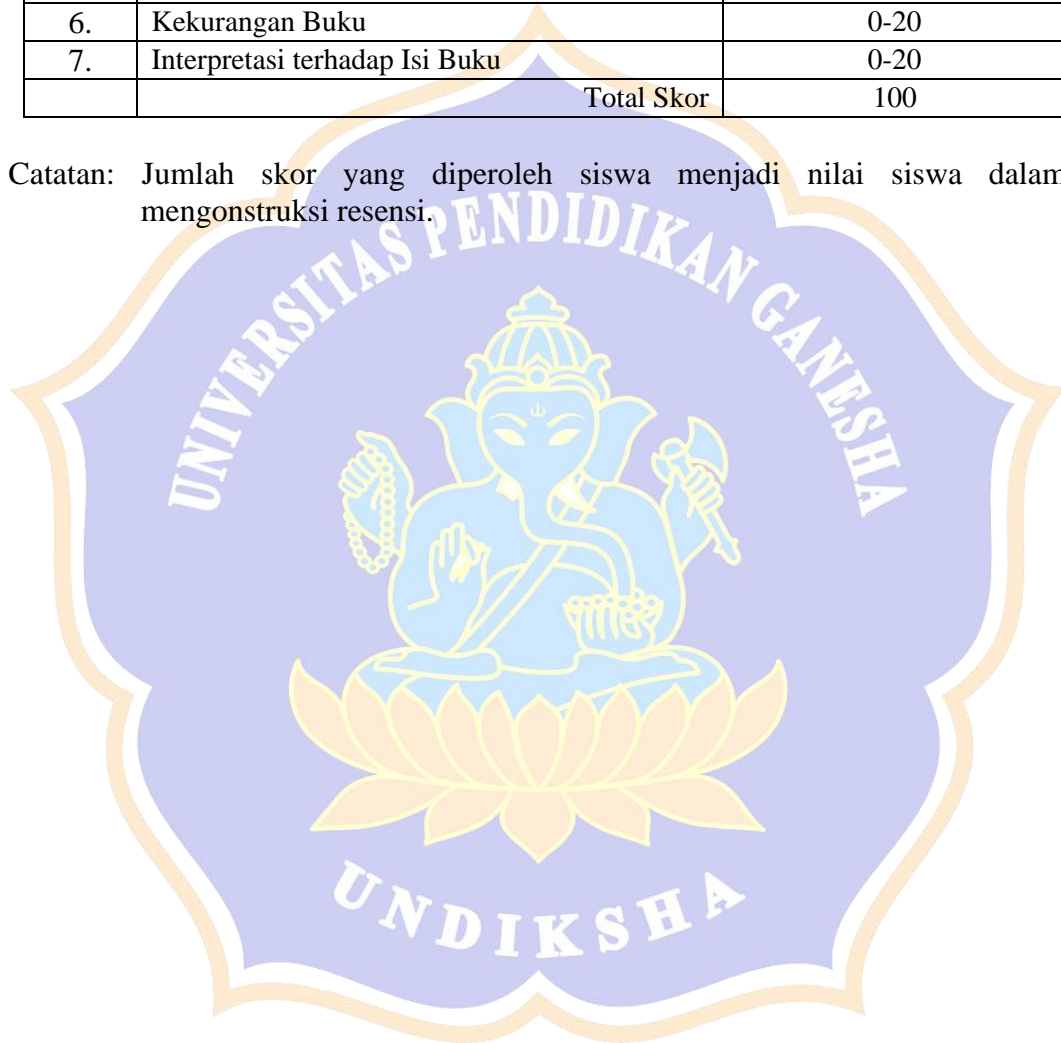 6. Kekurangan Buku 0-20
7. Interpretasi terhadap Isi Buku 0-20
Total Skor 100
Catatan: Jumlah skor yang diperoleh siswa menjadi nilai siswa dalam
mengonstruksi resensi.
UNIVERSITAS PENDIDIKAN GANESHA
UNDIKSHA